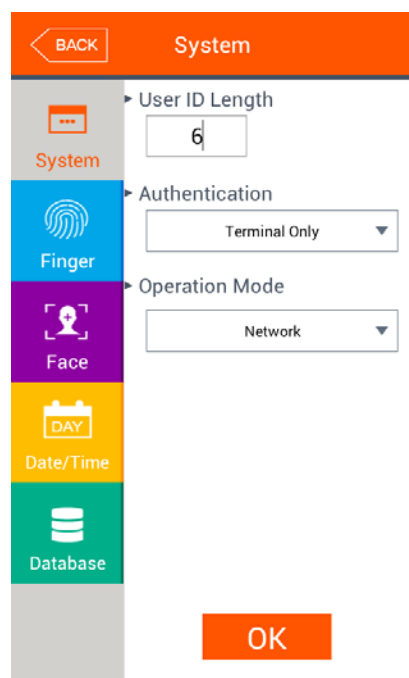 BACK
System
System
Finger
Face
DAY
Date/Time
Database
User ID Length
6
Authentication
Terminal Only
Operation Mode
Network
OK